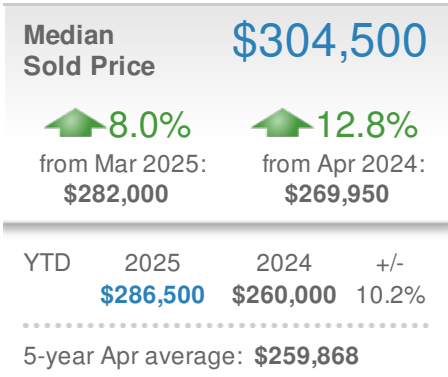 Median $304,500
Sold Price
8.0% 12.8%
from Mar 2025: from Apr 2024:
$282,000 $269,950
YTD 2025 2024 +/-
$286,500 $260,000 10.2%
5-year Apr average: $259,868